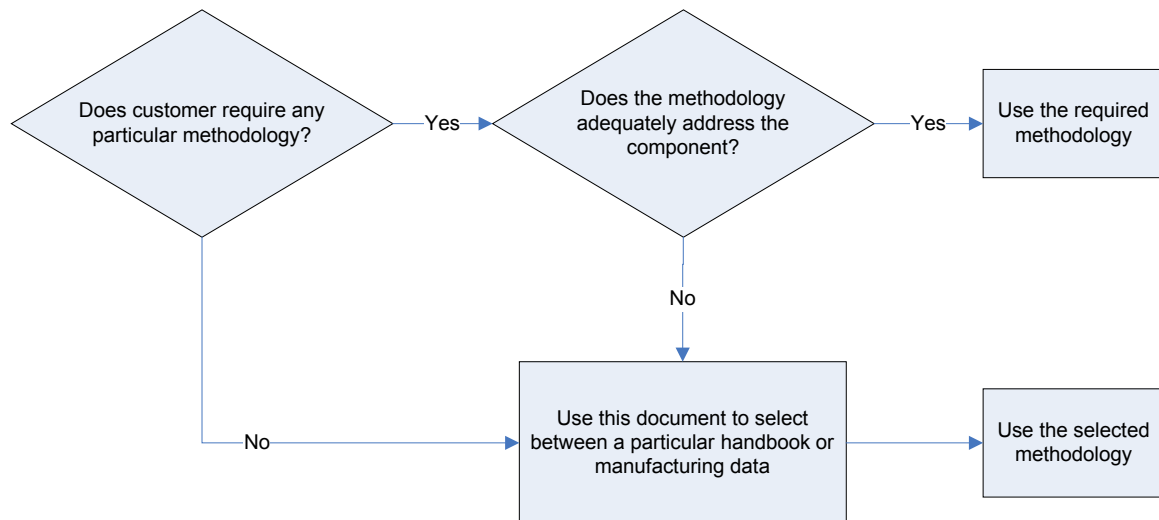 Does customer require any
particular methodology?
Yes
Does the methodology
adequately address the
component?
Yes
Use the required
methodology
No
No
Use this document to select
between a particular handbook or
manufacturing data
Use the selected
methodology